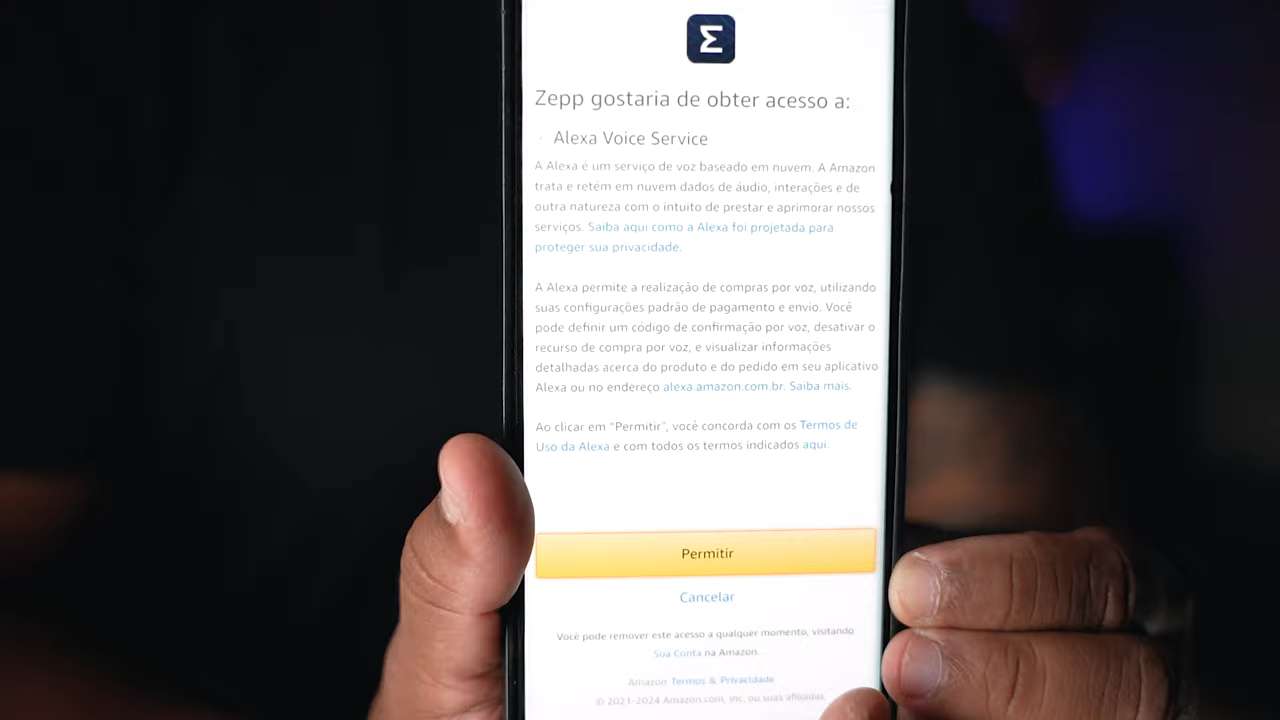 Zepp gostaria de obter acesso a:
· Alexa Voice Service
A Alexa é um serviço de voz baseado em nuvem. A Amazon
trata e retém em nuvem dados de áudio, interações e de
outra natureza com o intuito de prestar e aprimorar nossos
serviços. Saiba aqui como a Alexa foi projetada para
proteger sua privacidade.
A Alexa permite a realização de compras por voz, utilizando
suas configurações padrão de pagamento e envio. Você
pode definir um código de confirmação por voz, desativar o
recurso de compra por voz, e visualizar informações
detalhadas acerca do produto e do pedido em seu aplicativo
Alexa ou no endereço alexa.amazon.com.br. Saiba mais.
Ao clicar em “Permitir”, você concorda com os Termos de
Uso da Alexa e com todos os termos indicados aqui.
Permitir
Cancelar
Você pode remover este acesso a qualquer momento, visitando
Sua Conta na Amazon.
Amazon Termos & Privacidade
© 2021-2024 Amazon.com, Inc. ou suas afiliadas.